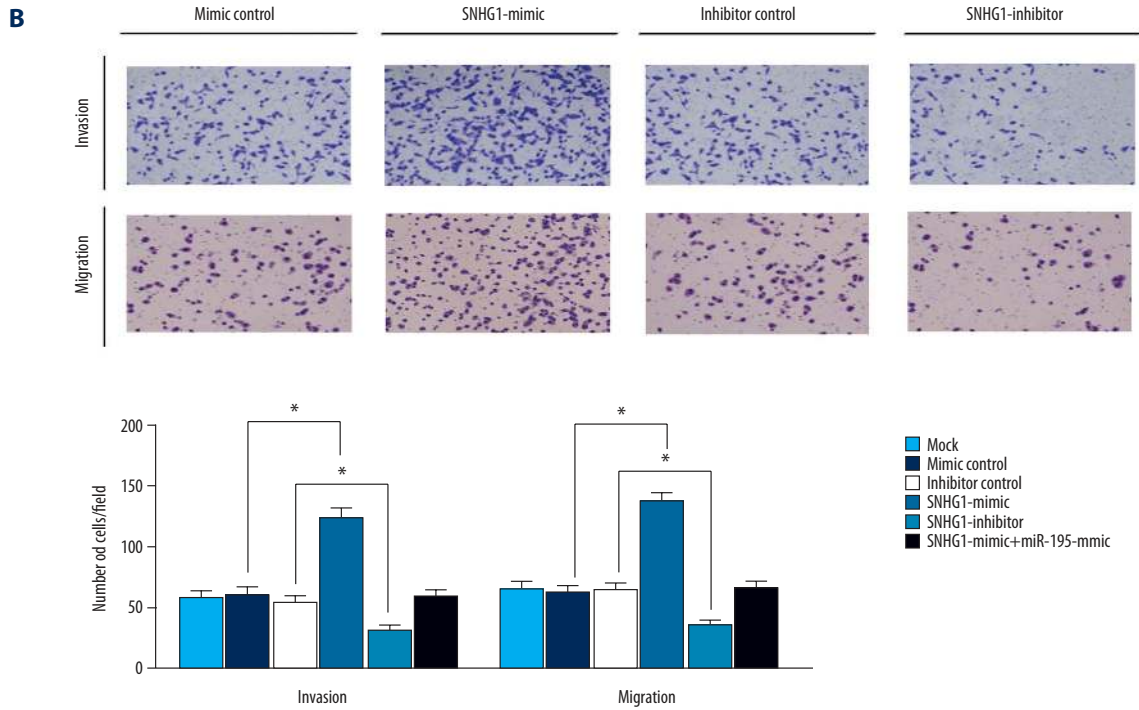 B
Mimic control
SNHG1-mimic
Inhibitor control
SNHG1-inhibitor
Invasion
Migration
*
*
*
*
200
150
100
50
0
Number od cells/field
Invasion
Migration
Mock
Mimic control
Inhibitor control
SNHG1-mimic
SNHG1-inhibitor
SNHG1-mimic+miR-195-mmic